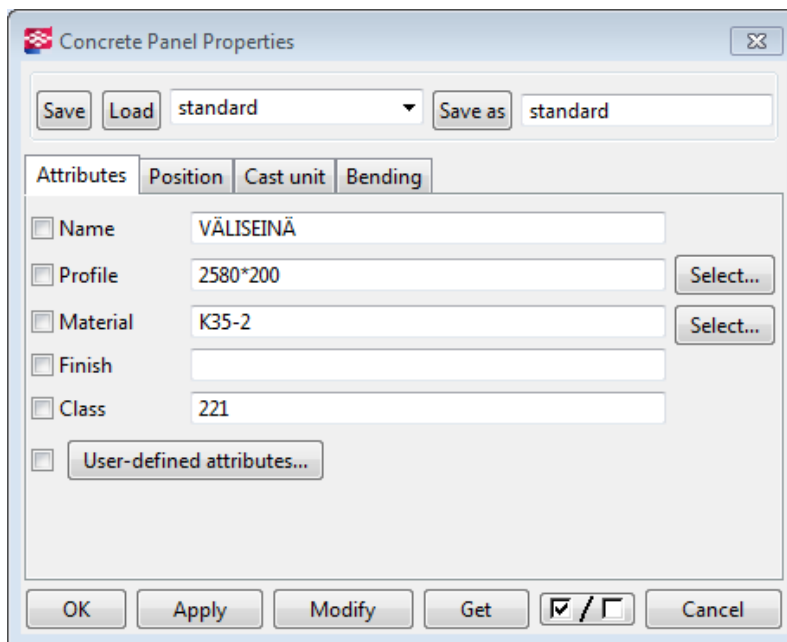 Concrete Panel Properties
Save Load standard Save as standard
Attributes Position Cast unit Bending
Name VÄLISEINÄ
Profile 2580*200 Select...
Material K35-2 Select...
Finish
Class 221
User-defined attributes...
OK Apply Modify Get / Cancel